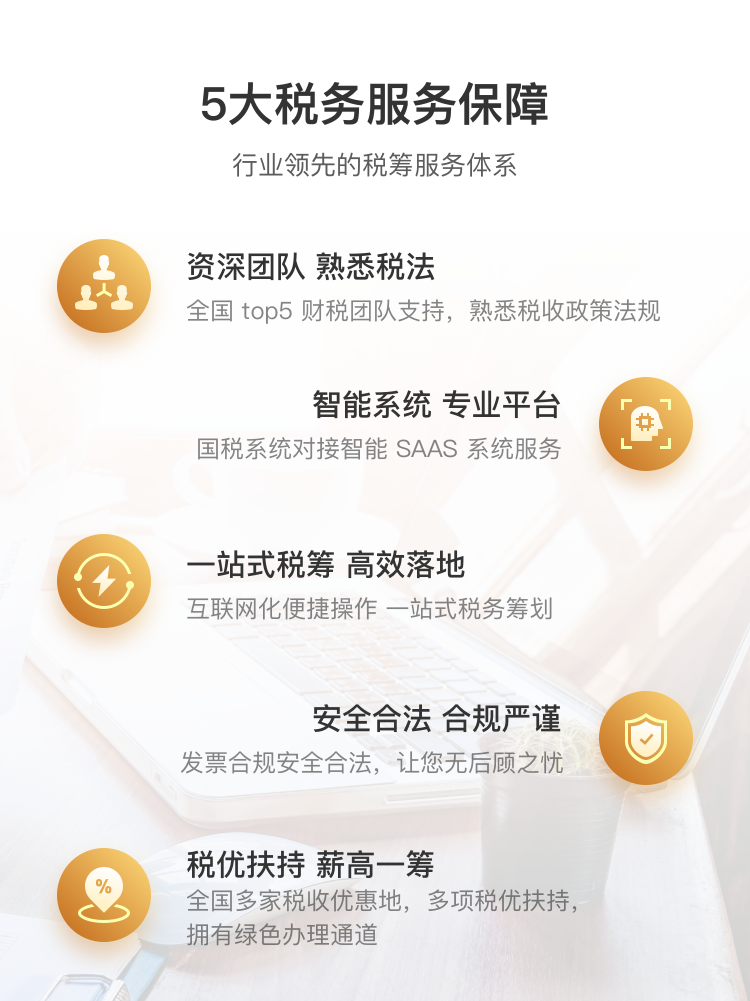 5大税务服务保障
行业领先的税筹服务体系
资深团队 熟悉税法
全国 top5 财税团队支持，熟悉税收政策法规
智能系统 专业平台
国税系统对接智能 SAAS 系统服务
一站式税筹 高效落地
互联网化便捷操作 一站式税务筹划
安全合法 合规严谨
发票合规安全合法，让您无后顾之忧
%
税优扶持 薪高一筹
全国多家税收优惠地，多项税优扶持，
拥有绿色办理通道